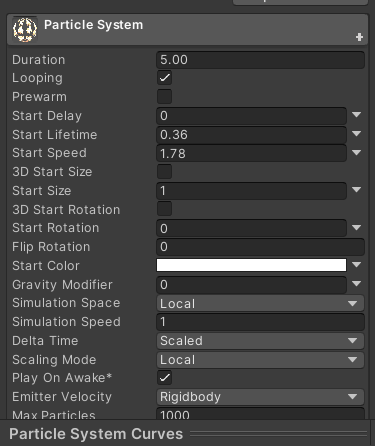 Particle System
Duration 5.00
Looping
Prewarm
Start Delay 0
Start Lifetime 0.36
Start Speed 1.78
3D Start Size
Start Size 1
3D Start Rotation
Start Rotation 0
Flip Rotation 0
Start Color
Gravity Modifier 0
Simulation Space Local
Simulation Speed 1
Delta Time Scaled
Scaling Mode Local
Play On Awake*
Emitter Velocity Rigidbody
Max Particles 1000
Particle System Curves